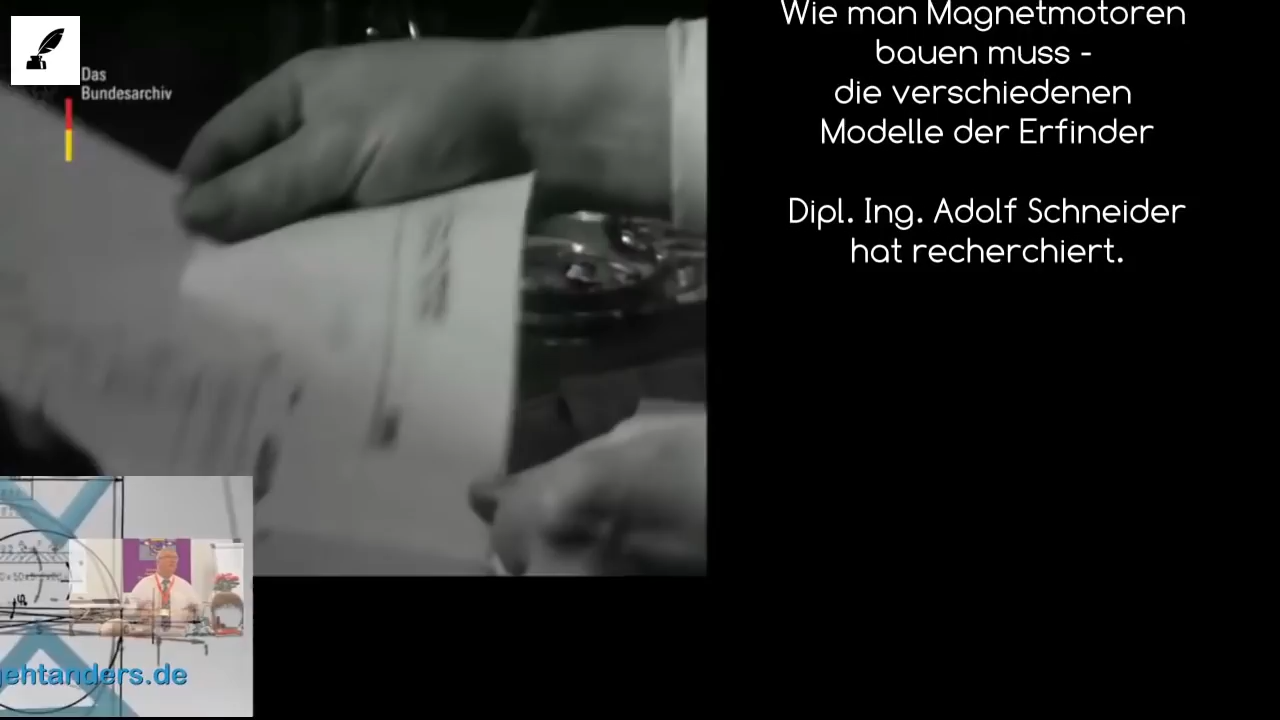 Das
Bundesarchiv
Wie man Magnetmotoren
bauen muss -
die verschiedenen
Modelle der Erfinder
Dipl. Ing. Adolf Schneider
hat recherchiert.
gehtanders.de